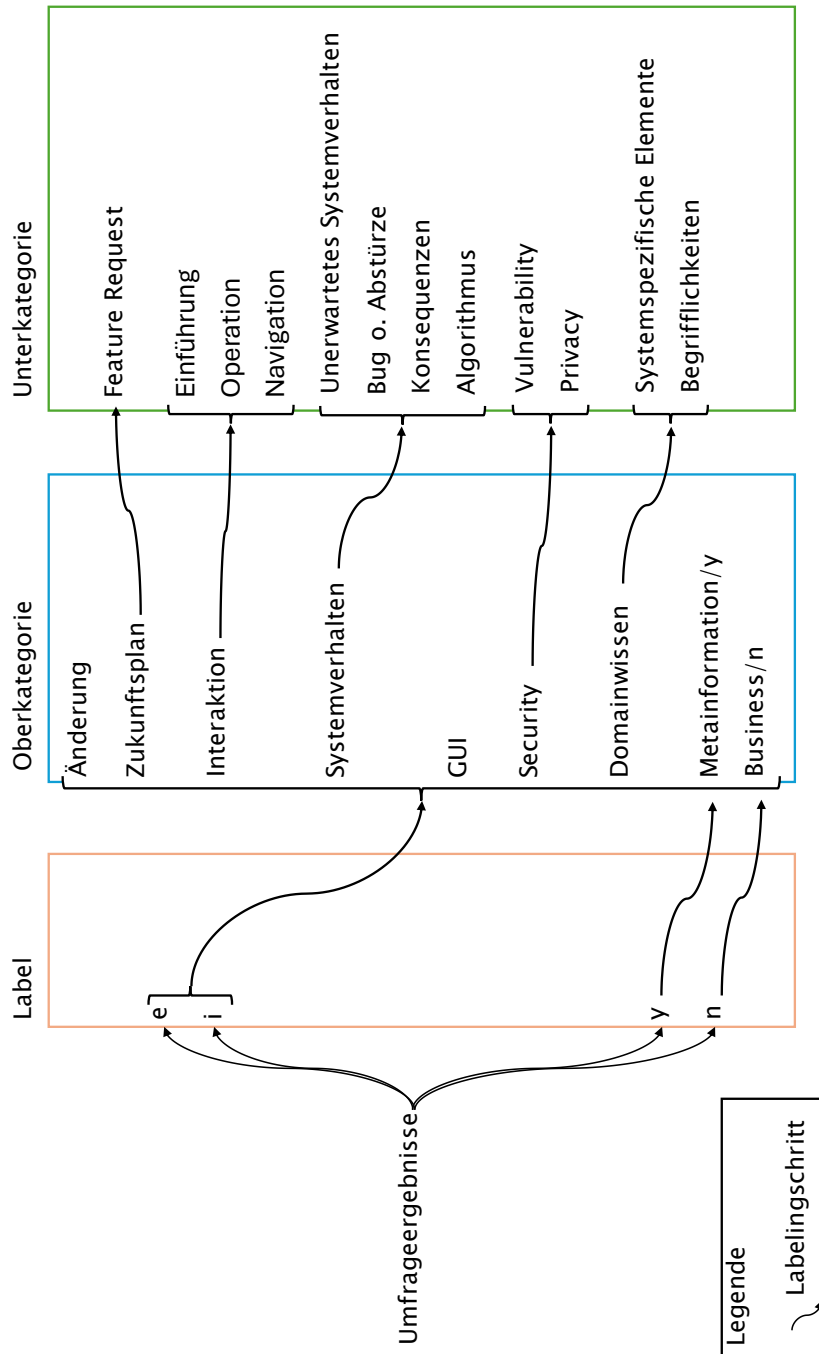 Umfrageergebnisse
Label
e
i
y
n
Oberkategorie
Änderung
Zukunftsplan
Interaktion
Systemverhalten
GUI
Security
Domainwissen
Metainformation/y
Business/n
Unterkategorie
Feature Request
Einführung
Operation
Navigation
Unerwartetes Systemverhalten
Bug o. Abstürze
Konsequenzen
Algorithmus
Vulnerability
Privacy
Systemspezifische Elemente
Begrifflichkeiten
Legende
Labelingschritt